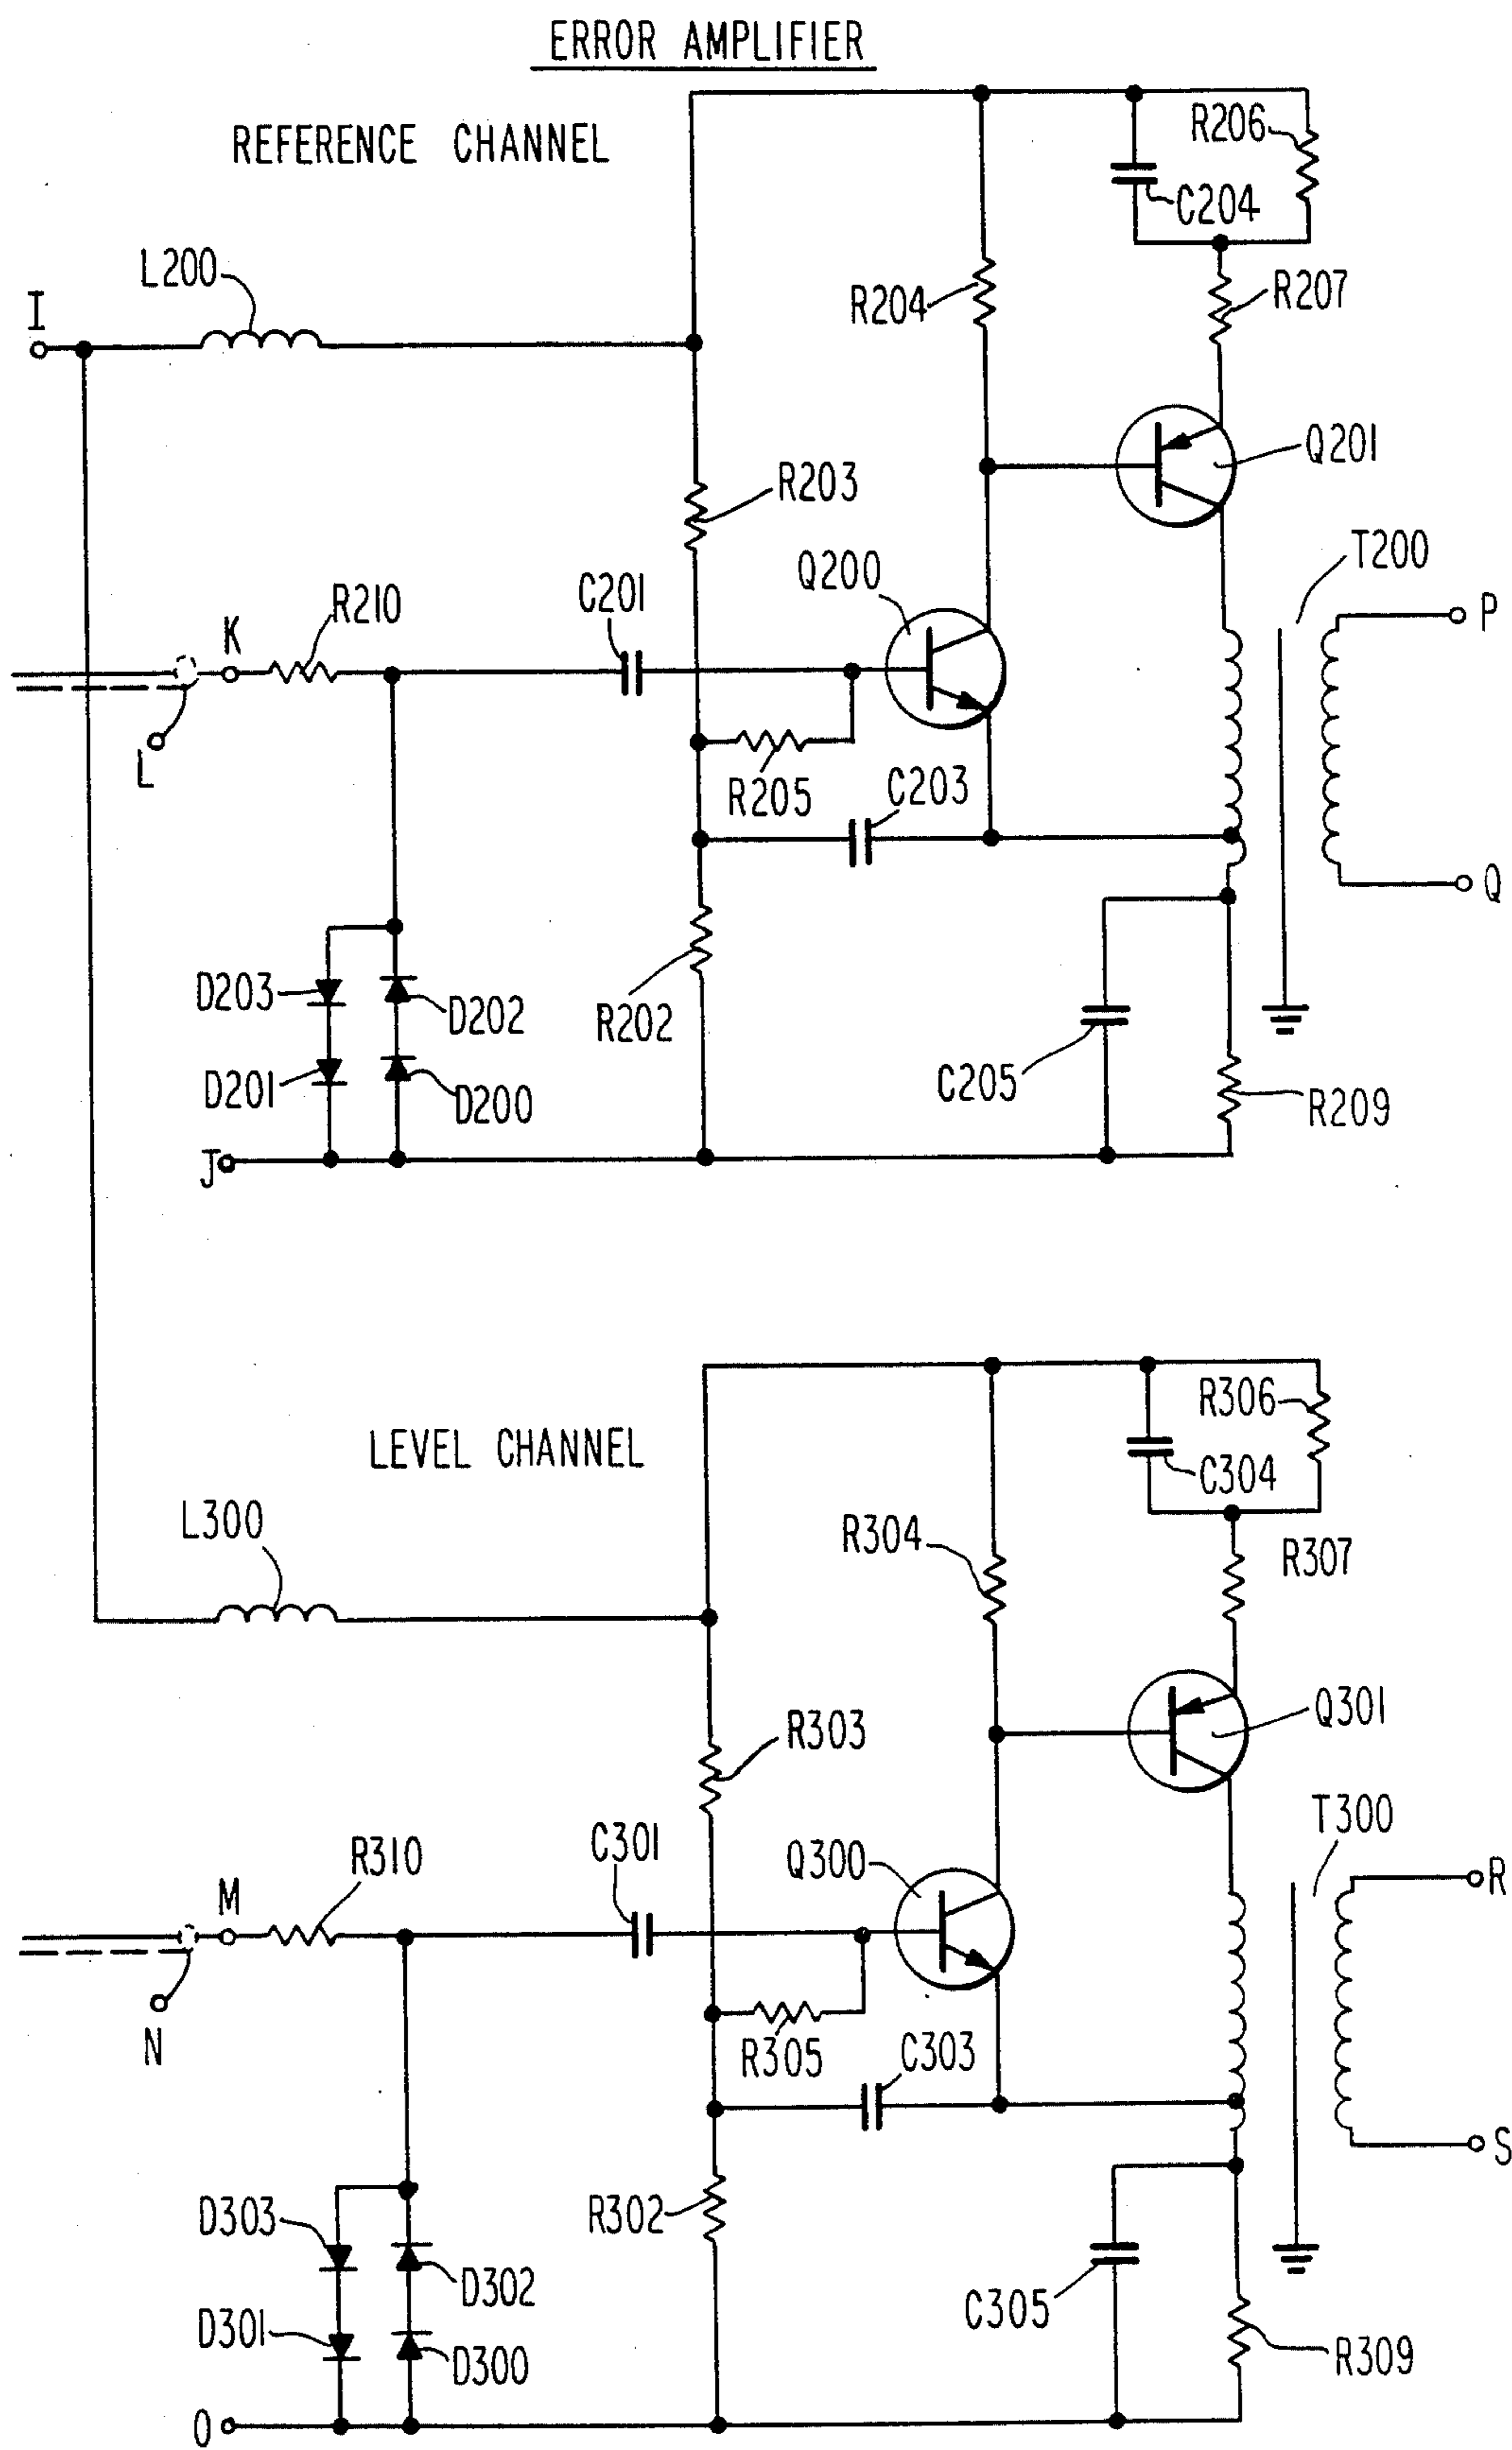 ERROR AMPLIFIER
REFERENCE CHANNEL
R206
C204
L200
R207
R204
I
Q201
R203
T200
Q200
C201
R210
P
K
L
R205
C203
Q
D203
D202
R202
C205
D201
D200
R209
J
R306
C304
LEVEL CHANNEL
L300
R304
R307
Q301
R303
T300
C301
Q300
R310
R
M
N
R305
C303
S
D303
R302
D302
C305
D301
D300
R309
O